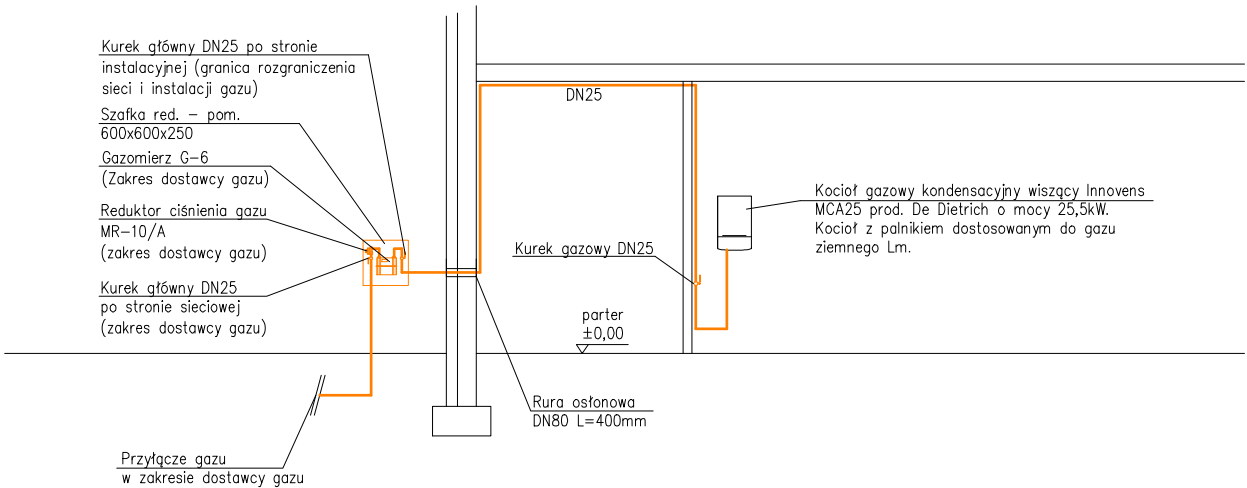 Kurek główny DN25 po stronie
instalacyjnej (granica rozgraniczenia
sieci i instalacji gazu)
Szafka red. – pom.
600x600x250
Gazomierz G–6
(Zakres dostawcy gazu)
Reduktor ciśnienia gazu
MR–10/A
(zakres dostawcy gazu)
Kurek główny DN25
po stronie sieciowej
(zakres dostawcy gazu)
Przyłącze gazu
w zakresie dostawcy gazu
DN25
Kurek gazowy DN25
parter
±0,00
Rura osłonowa
DN80 L=400mm
Kocioł gazowy kondensacyjny wiszący Innovens
MCA25 prod. De Dietrich o mocy 25,5kW.
Kocioł z palnikiem dostosowanym do gazu
ziemnego Lm.